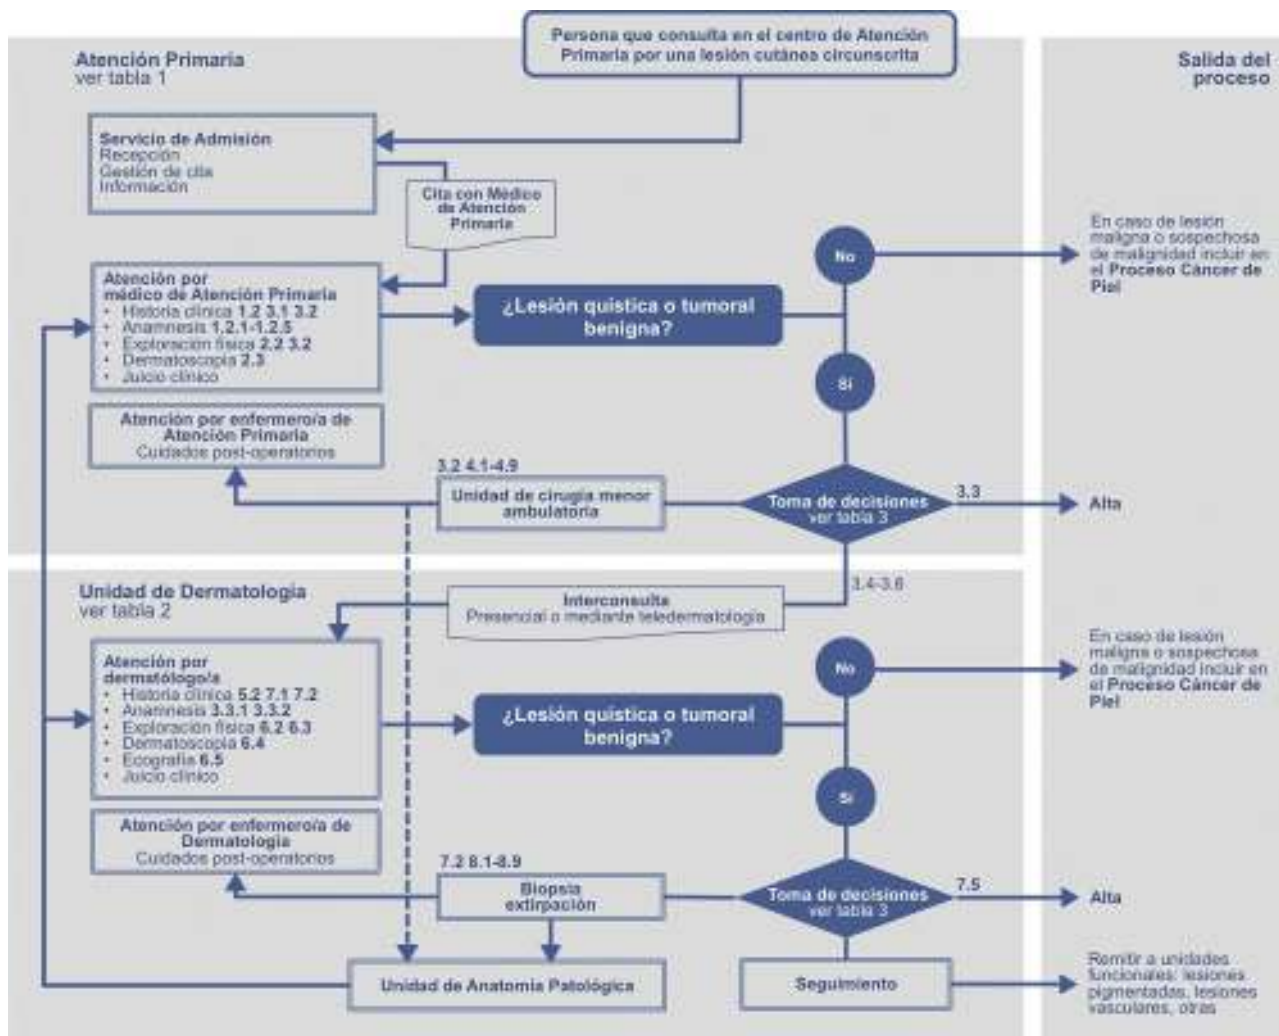 Persona que consulta en el centro de Atención
Primaria por una lesión cutánea circunscrita
Atención Primaria
ver tabla 1
Salida del
proceso
Servicio de Admisión
Recepción
Gestión de cita
Información
Cita con Médico
de Atención
Primaria
No
En caso de lesión
maligna o sospechosa
de malignidad incluir en
el Proceso Cáncer de
Piel
Atención por
médico de Atención Primaria
• Historia clínica 1.2 3.1 3.2
• Anamnesis 1.2.1-1.2.5
• Exploración física 2.2 3.2
• Dermatoscopia 2.3
• Juicio clínico
¿Lesión quística o tumoral
benigna?
Sí
Atención por enfermero/a de
Atención Primaria
Cuidados post-operatorios
3.2 4.1-4.9
Unidad de cirugía menor
ambulatoria
Toma de decisiones
ver tabla 3
3.3
Alta
Unidad de Dermatología
ver tabla 2
3.4-3.6
Interconsulta
Presencial o mediante teledermatología
No
En caso de lesión
maligna o sospechosa
de malignidad incluir en
el Proceso Cáncer de
Piel
Atención por
dermatólogo/a
• Historia clínica 5.2 7.1 7.2
• Anamnesis 3.3.1 3.3.2
• Exploración física 6.2 6.3
• Dermatoscopia 6.4
• Ecografía 6.5
• Juicio clínico
¿Lesión quística o tumoral
benigna?
Sí
Atención por enfermero/a de
Dermatología
Cuidados post-operatorios
7.2 8.1-8.9
Biopsia
extirpación
Toma de decisiones
ver tabla 3
7.5
Alta
Unidad de Anatomía Patológica
Seguimiento
Remitir a unidades
funcionales: lesiones
pigmentadas, lesiones
vasculares, otras